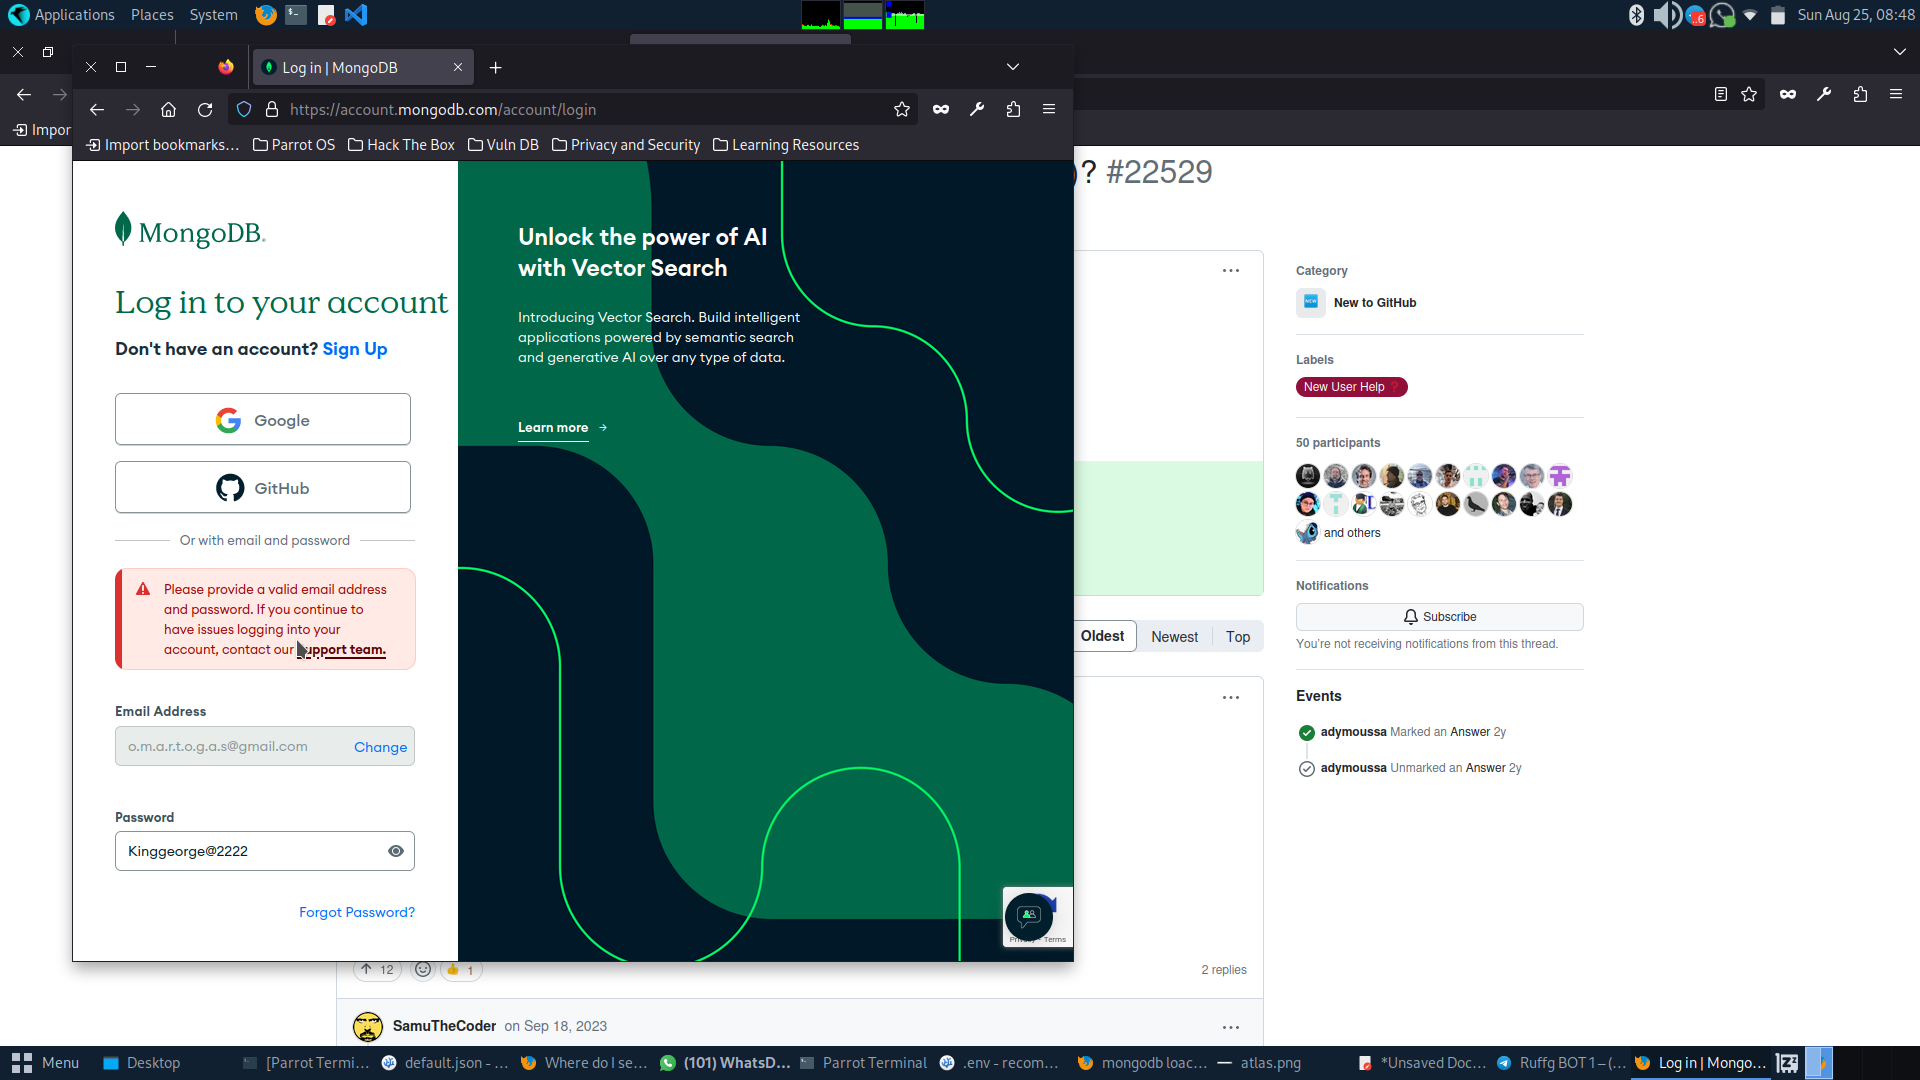 Applications Places System
Sun Aug 25, 08:48
Log in | MongoDB
https://account.mongodb.com/account/login
Impor
Import bookmarks... Parrot OS Hack The Box Vuln DB Privacy and Security Learning Resources
? #22529
MongoDB.
Log in to your account
Don't have an account? Sign Up
Google
GitHub
Or with email and password
Please provide a valid email address
and password. If you continue to
have issues logging into your
account, contact our support team.
Email Address
o.m.a.r.t.o.g.a.s@gmail.com Change
Password
Kinggeorge@2222
Forgot Password?
Unlock the power of AI
with Vector Search
Introducing Vector Search. Build intelligent
applications powered by semantic search
and generative AI over any type of data.
Learn more
Terms
Category
NEW
New to GitHub
Labels
New User Help ?
50 participants
and others
Notifications
Subscribe
You're not receiving notifications from this thread.
Events
adymoussa Marked an Answer 2y
adymoussa Unmarked an Answer 2y
Oldest Newest Top
12 1
2 replies
SamuTheCoder on Sep 18, 2023
Menu Desktop [Parrot Termi... default.json - ... Where do I se... (101) WhatsD... Parrot Terminal .env - recom... mongodb loac... atlas.png *Unsaved Doc... Ruffg BOT 1 – (... Log in | Mongo...